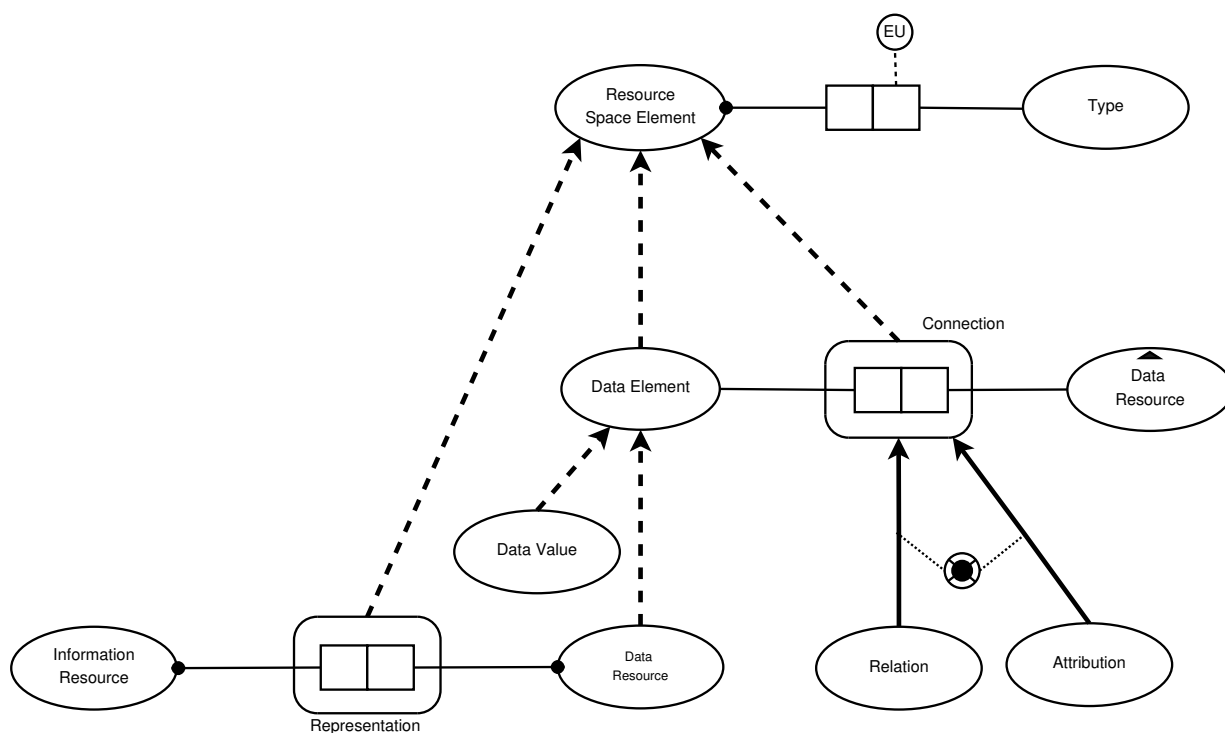 EU
Resource
Space Element
Type
Connection
Data Element
Data
Resource
Data Value
Information
Resource
Data
Resource
Relation
Attribution
Representation